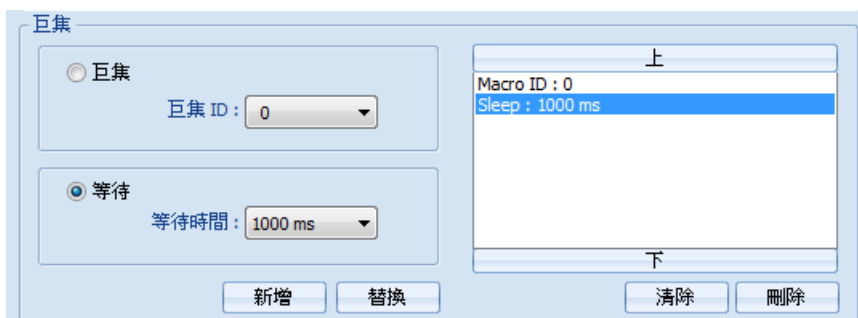 巨集
巨集
巨集 ID : 0
等待
等待時間 : 1000 ms
新增 替換
上
Macro ID : 0
Sleep : 1000 ms
下
清除 刪除